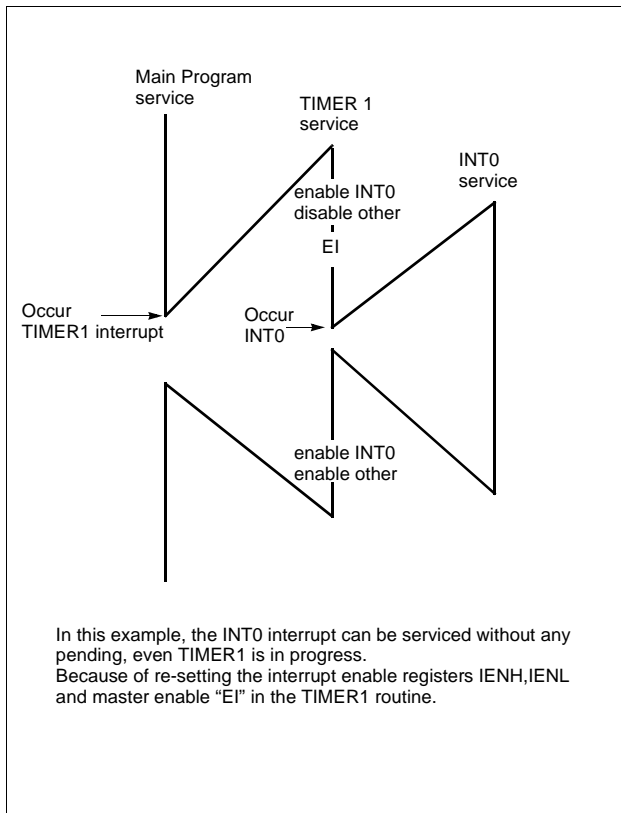 Main Program
service
TIMER 1
service
INT0
service
enable INT0
disable other
EI
Occur
TIMER1 interrupt
Occur
INT0
enable INT0
enable other
In this example, the INT0 interrupt can be serviced without any
pending, even TIMER1 is in progress.
Because of re-setting the interrupt enable registers IENH,IENL
and master enable “EI” in the TIMER1 routine.